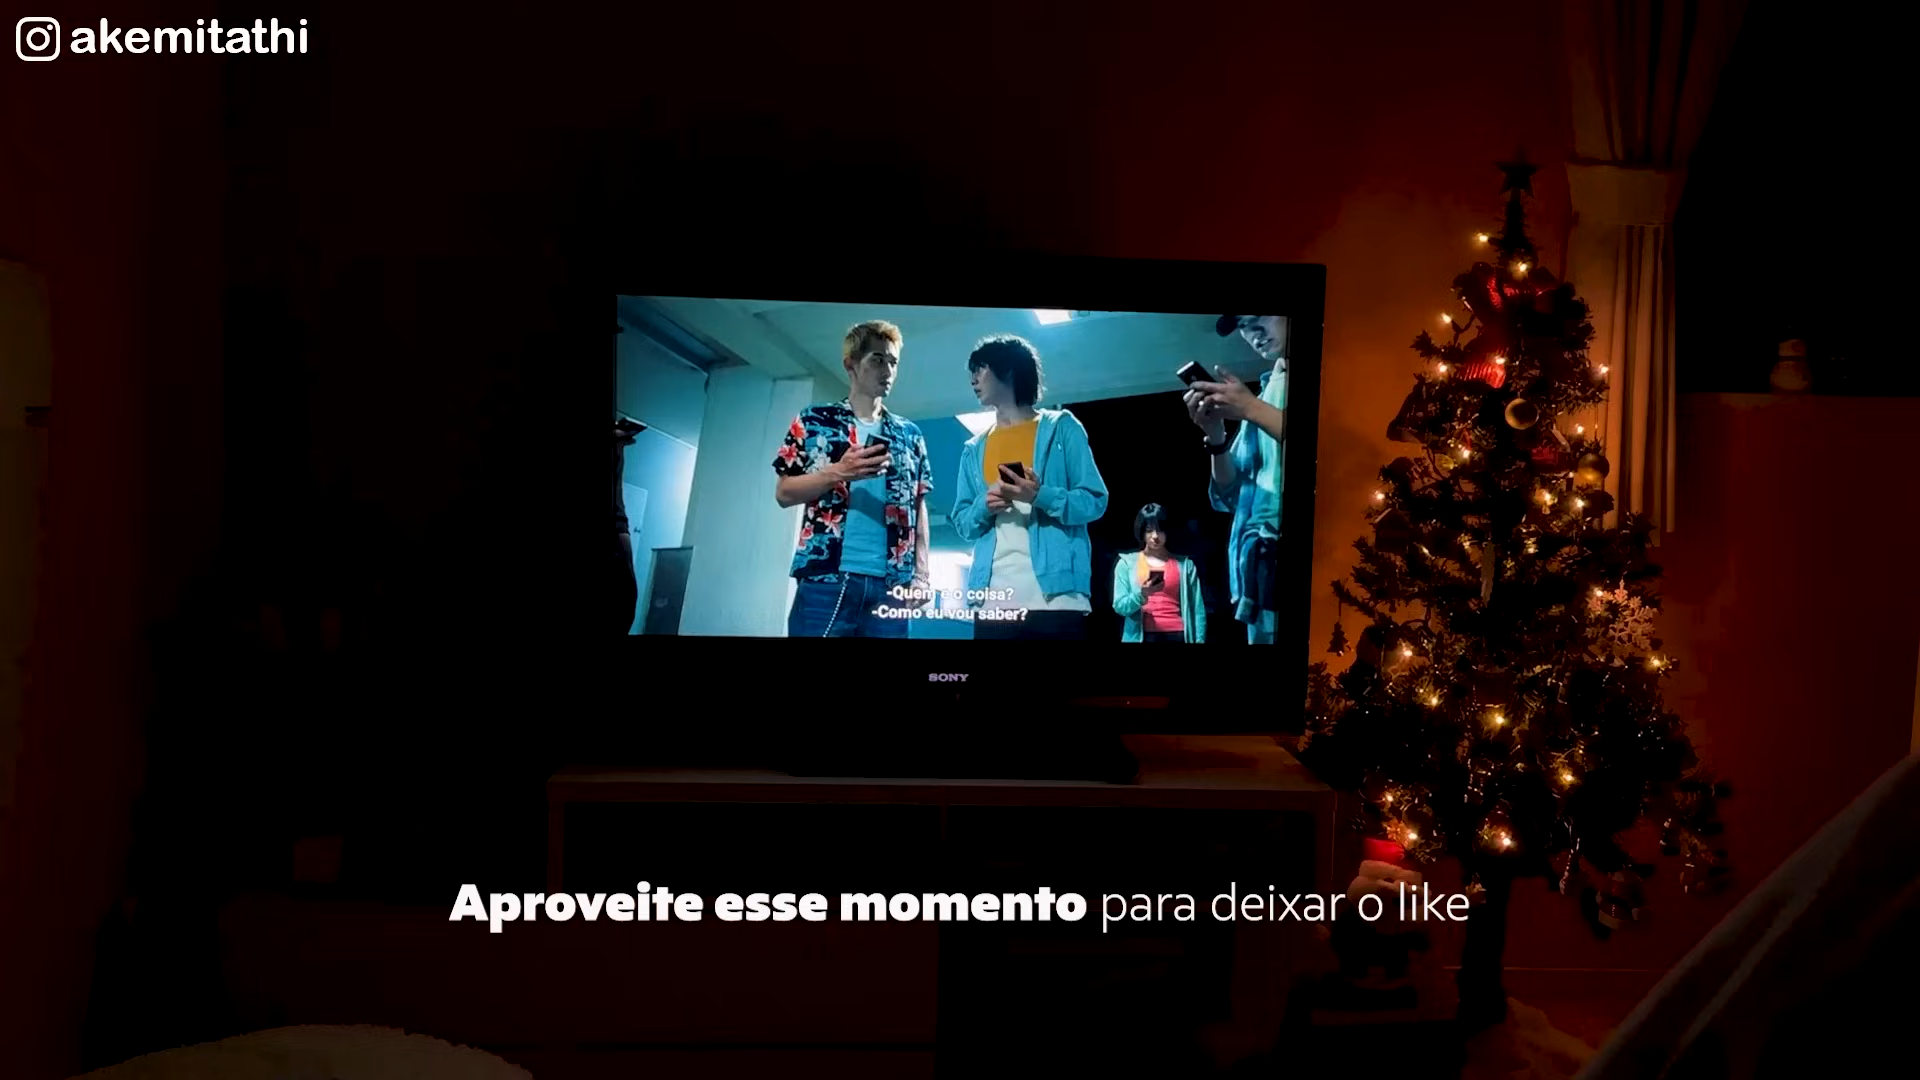 akemitathi
-Quem é o coisa?
-Como eu vou saber?
SONY
Aproveite esse momento para deixar o like